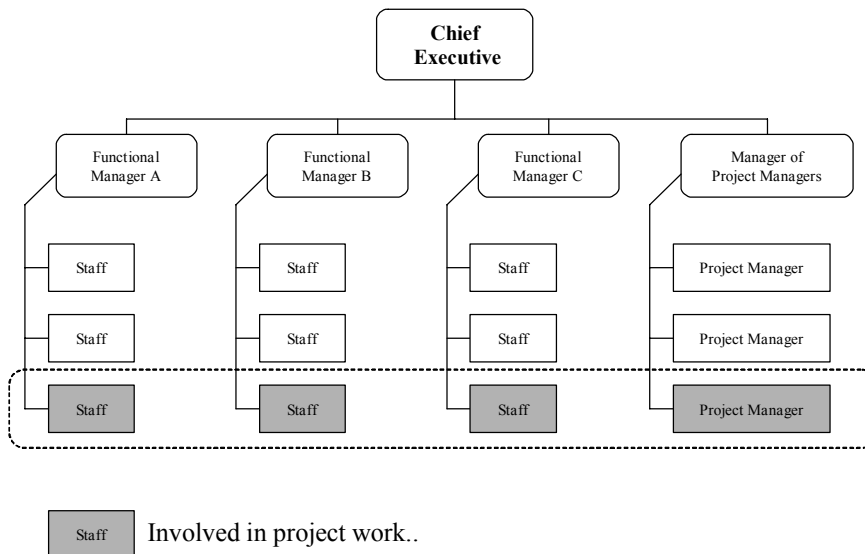 Chief
Executive
Functional
Manager A
Functional
Manager B
Functional
Manager C
Manager of
Project Managers
Staff
Staff
Staff
Project Manager
Staff
Staff
Staff
Project Manager
Staff
Staff
Staff
Project Manager
Staff
Involved in project work..